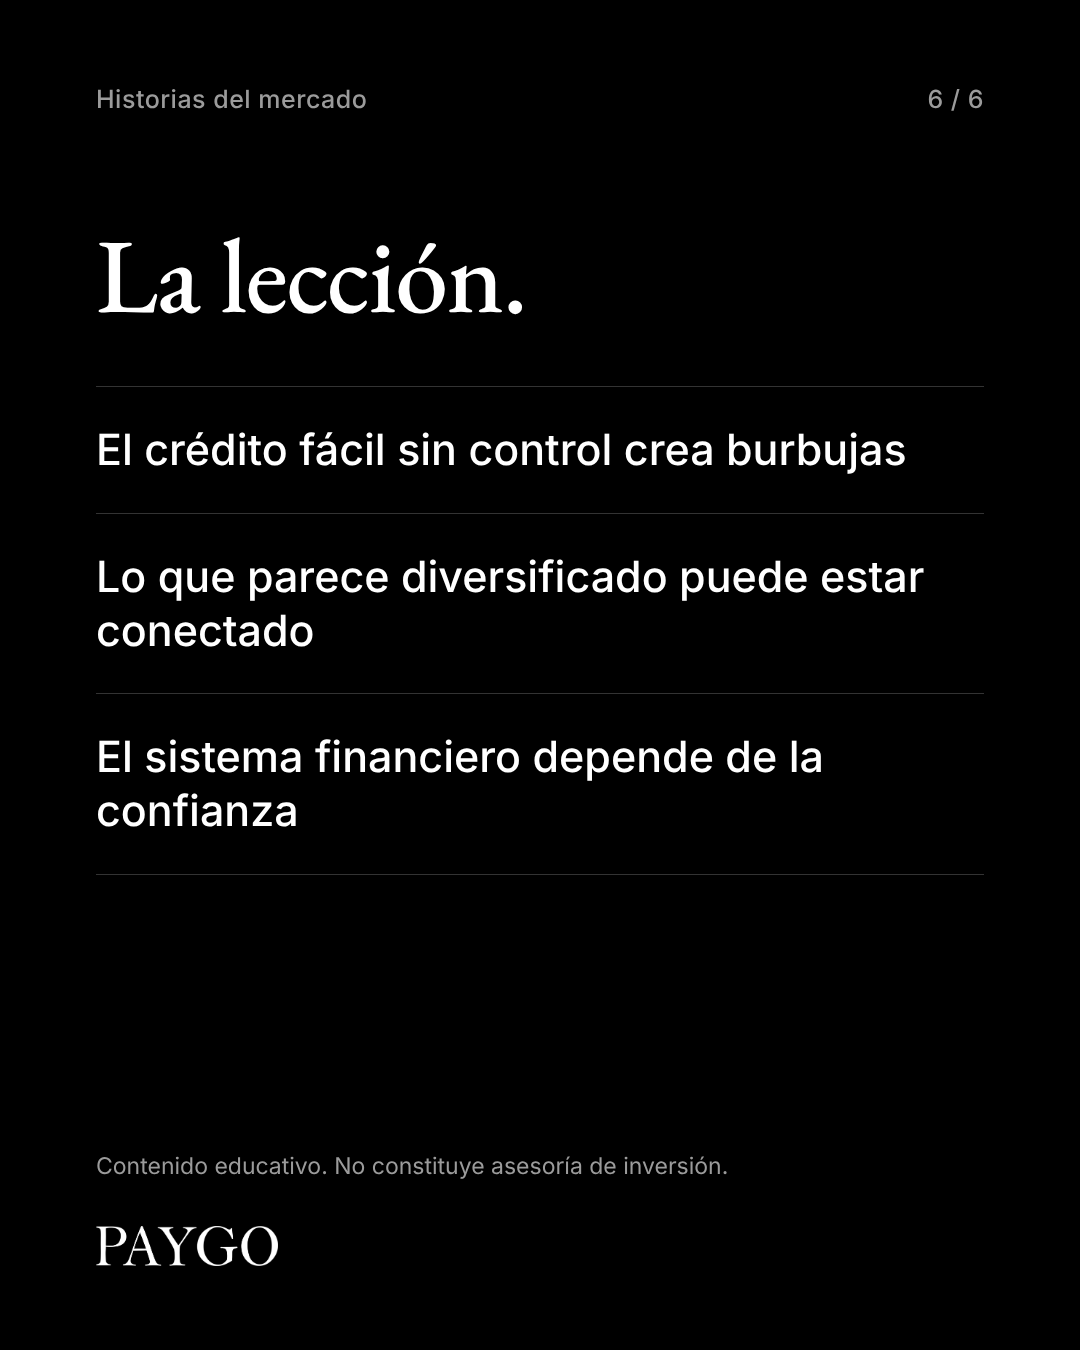 Historias del mercado
6 / 6
La lección.
El crédito fácil sin control crea burbujas
Lo que parece diversificado puede estar
conectado
El sistema financiero depende de la
confianza
Contenido educativo. No constituye asesoría de inversión.
PAYGO